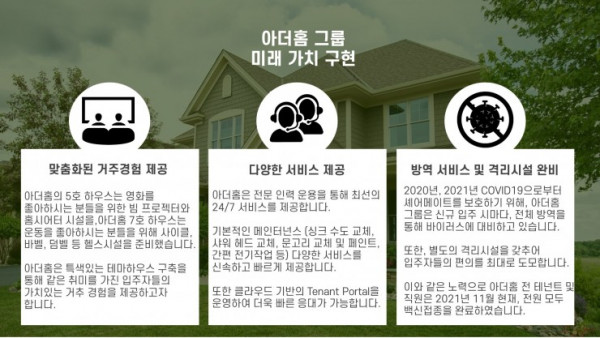 아더홈 그룹
미래 가치 구현
맞춤화된 거주경험 제공
아더홈의 5호 하우스는 영화를
좋아하시는 분들을 위한 빔 프로젝터와
홈시어터 시설을,아더홈 7호 하우스는
운동을 좋아하시는 분들을 위해 사이클,
바벨, 덤벨 등 헬스시설을 준비했습니다.
아더홈은 특색있는 테마하우스 구축을
통해 같은 취미를 가진 입주자들의
가치있는 거주 경험을 제공하고자
합니다.
다양한 서비스 제공
아더홈은 전문 인력 운용을 통해 최선의
24/7 서비스를 제공합니다.
기본적인 메인터넌스 (싱크 수도 교체,
샤워 헤드 교체, 문고리 교체 및 페인트,
간편 전기작업 등) 다양한 서비스를
신속하고 빠르게 제공합니다.
또한 클라우드 기반의 Tenant Portal을
운영하여 더욱 빠른 응대가 가능합니다.
방역 서비스 및 격리시설 완비
2020년, 2021년 COVID19으로부터
셰어메이트를 보호하기 위해, 아더홈
그룹은 신규 입주 시마다, 전체 방역을
통해 바이러스에 대비하고 있습니다.
또한, 별도의 격리시설을 갖추어
입주자들의 편의를 최대로 도모합니다.
이와 같은 노력으로 아더홈 전 테넌트 및
직원은 2021년 11월 현재, 전원 모두
백신접종을 완료하였습니다.